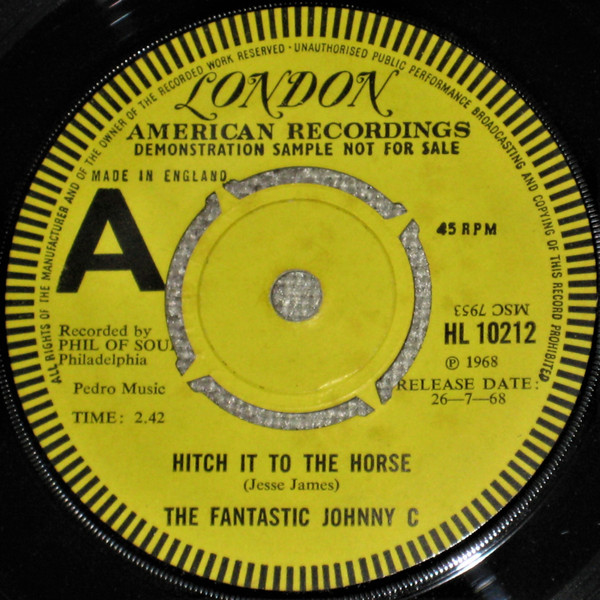 ALL RIGHTS OF THE MANUFACTURER AND OF THE OWNER OF THE RECORDED WORK RESERVED · UNAUTHORISED PUBLIC PERFORMANCE BROADCASTING AND COPYING OF THIS RECORD PROHIBITED
LONDON
AMERICAN RECORDINGS
DEMONSTRATION SAMPLE NOT FOR SALE
MADE IN ENGLAND
A
45 RPM
MSC 7953
HL 10212
℗ 1968
RELEASE DATE:
26—7—68
Recorded by
PHIL OF SOUL
Philadelphia
Pedro Music
TIME: 2.42
HITCH IT TO THE HORSE
(Jesse James)
THE FANTASTIC JOHNNY C